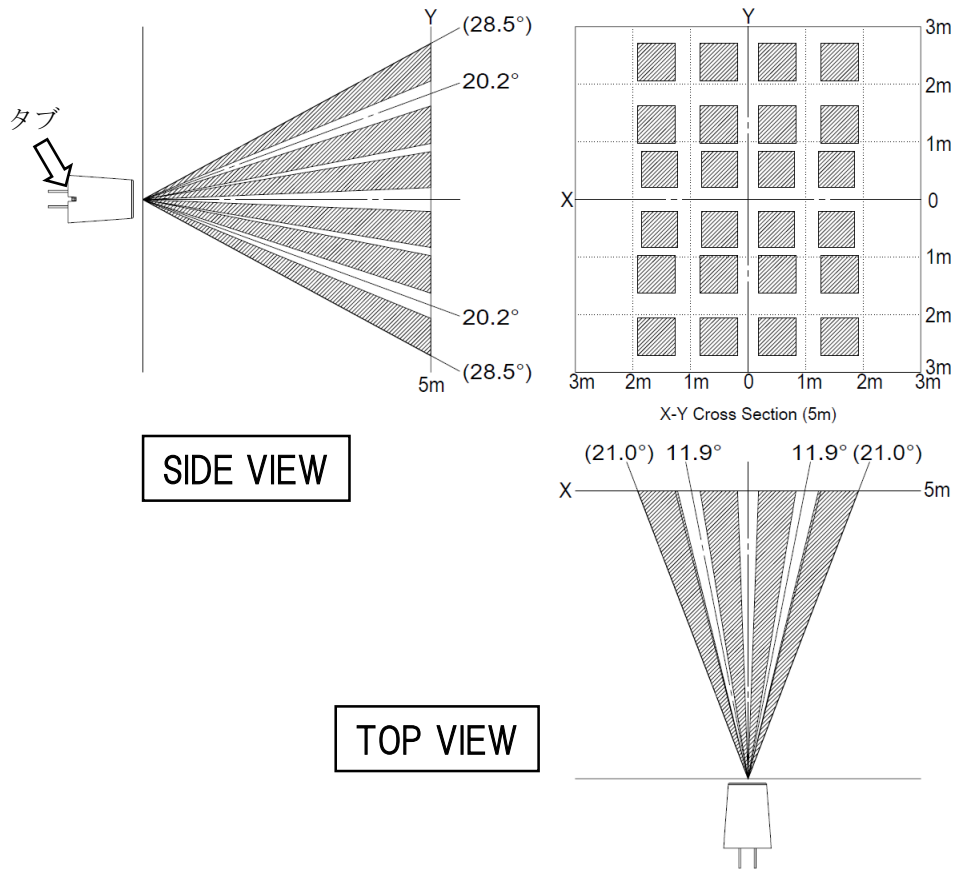 Y
(28.5°)
20.2°
タブ
20.2°
(28.5°)
5m
SIDE VIEW
Y
3m
2m
1m
X
0
1m
2m
3m
3m
2m
1m
0
1m
2m
3m
X-Y Cross Section (5m)
(21.0°)
11.9°
11.9°
(21.0°)
X
5m
TOP VIEW